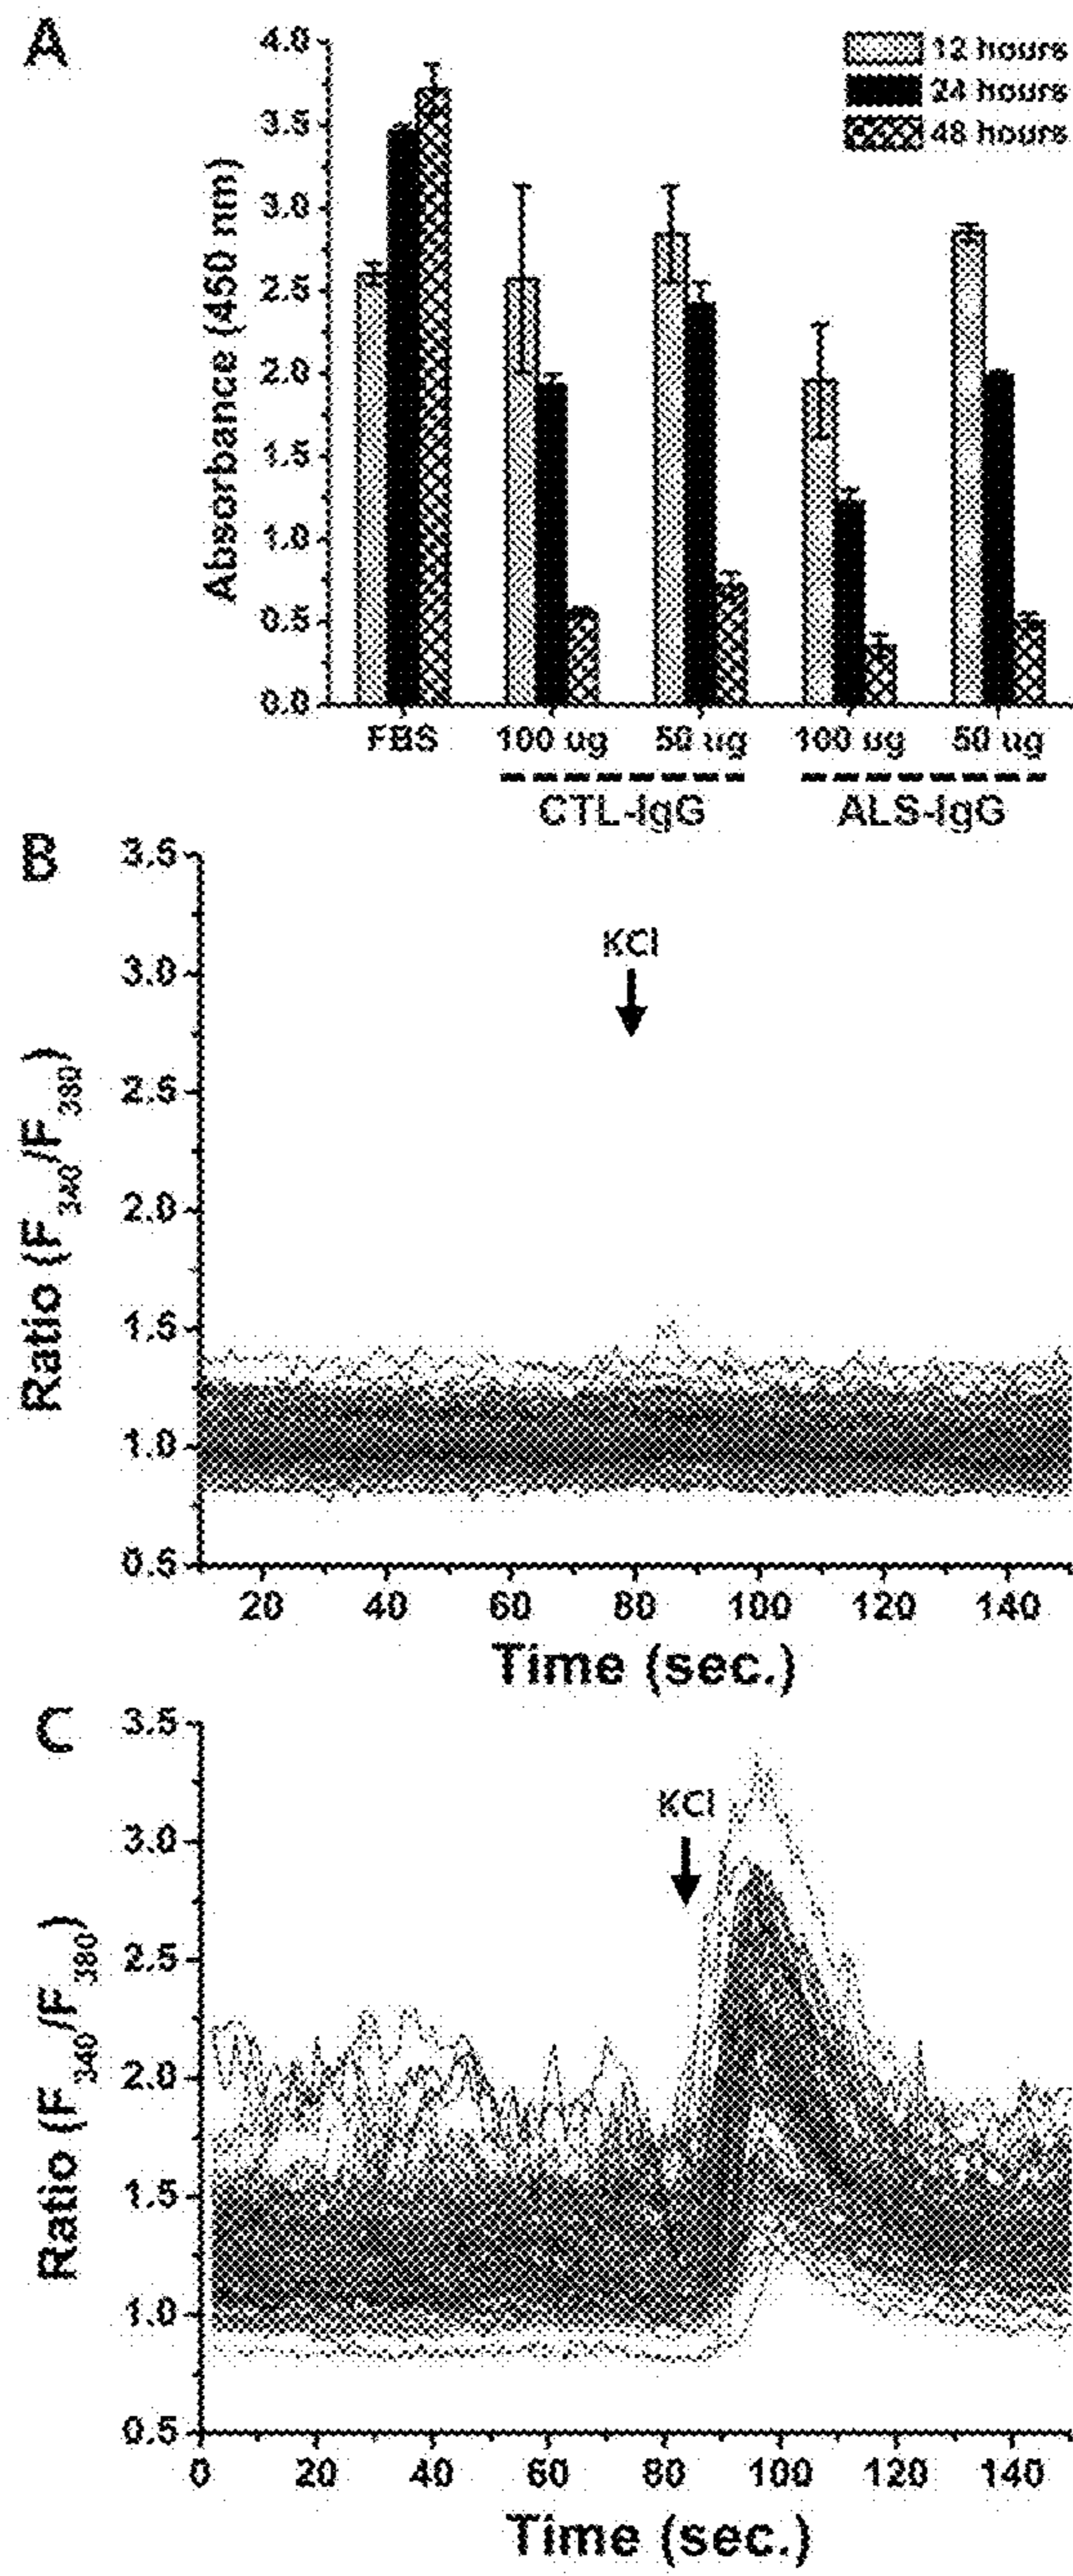 A
4.0
3.5
3.0
2.5
2.0
1.5
1.0
0.5
0.0
Absorbance (450 nm)
12 hours
24 hours
48 hours
FBS 100 ug 50 ug 100 ug 50 ug
CTL-IgG ALS-IgG
B
3.5
3.0
2.5
2.0
1.5
1.0
0.5
Ratio (F340/F380)
KCl
20 40 60 80 100 120 140
Time (sec.)
C
3.5
3.0
2.5
2.0
1.5
1.0
0.5
Ratio (F340/F380)
KCl
0 20 40 60 80 100 120 140
Time (sec.)